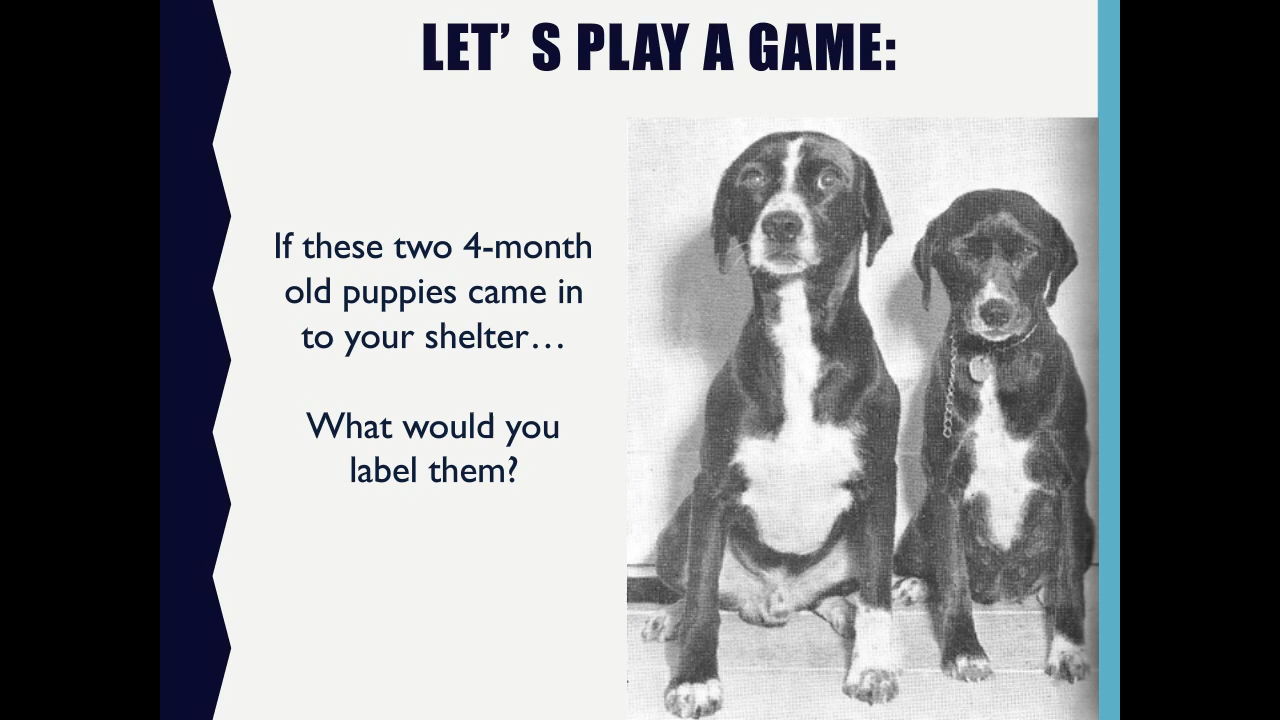 LET’ S PLAY A GAME:
If these two 4-month
old puppies came in
to your shelter…
What would you
label them?